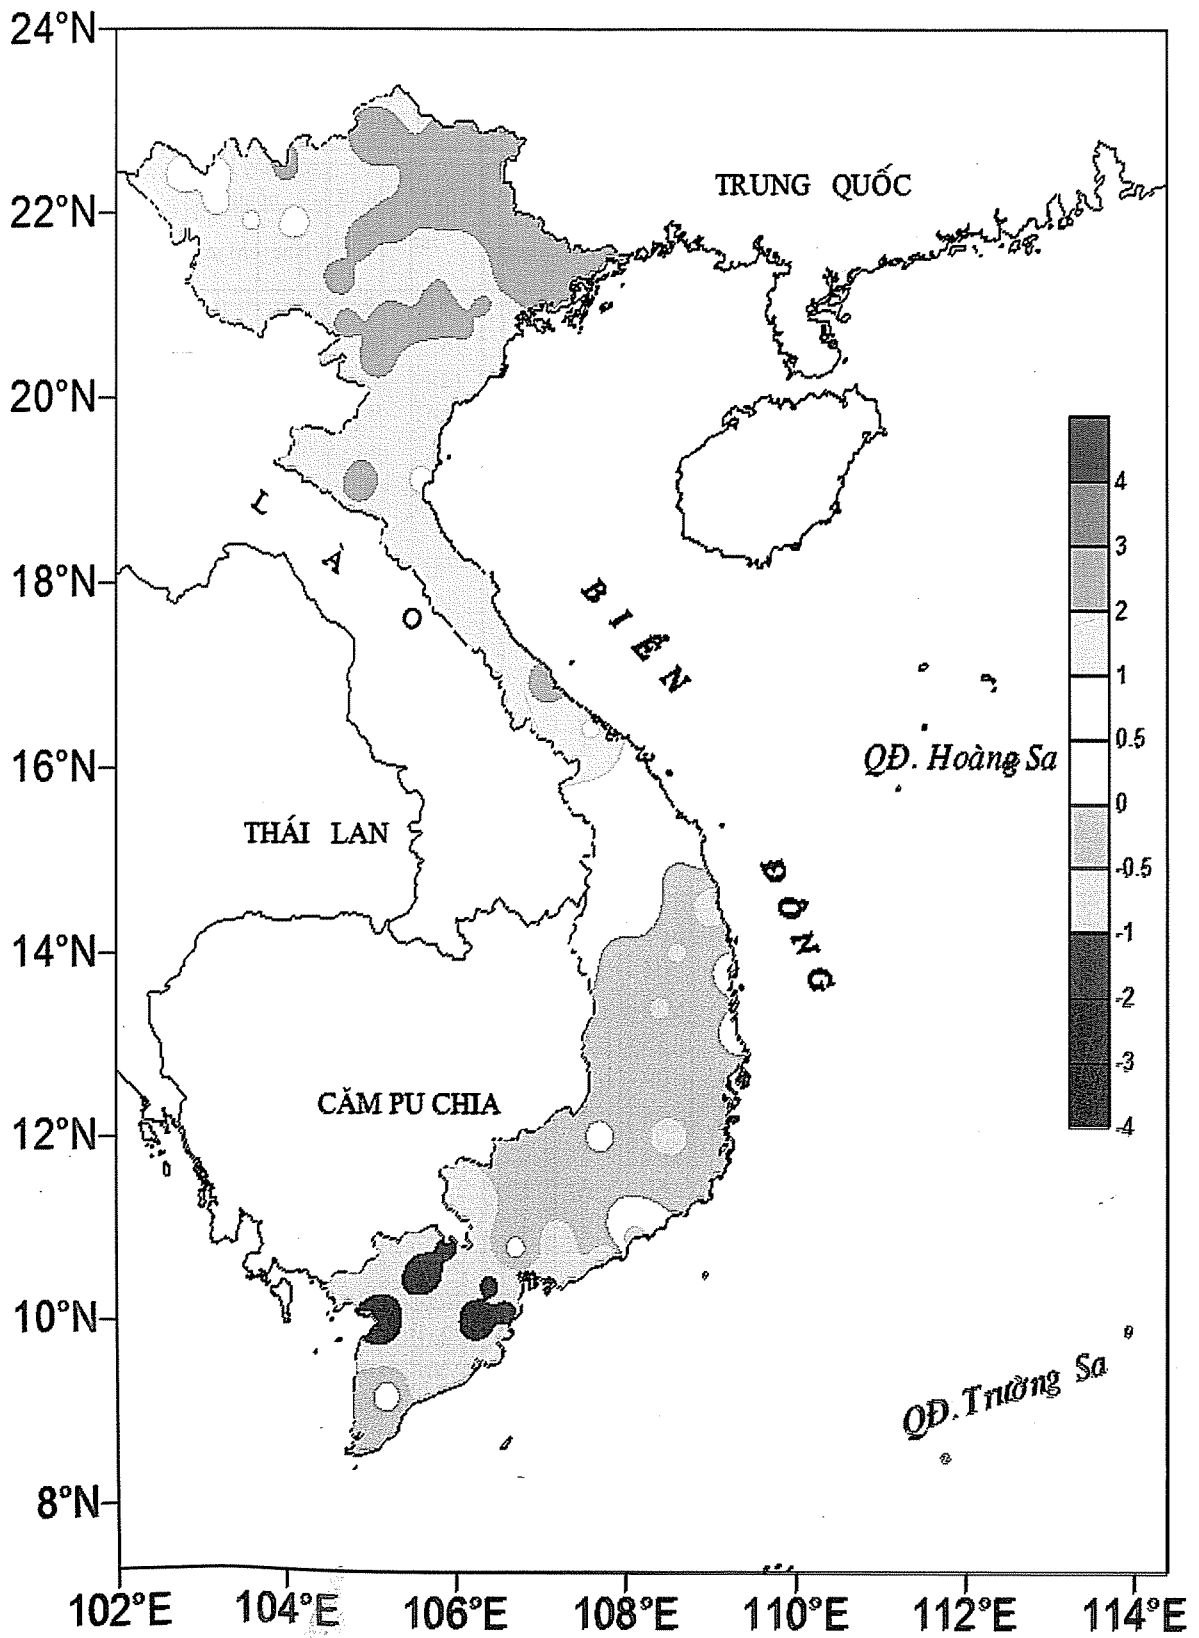 24°N
22°N
20°N
18°N
16°N
14°N
12°N
10°N
8°N
TRUNG QUỐC
LÀO
BIỂN ĐÔNG
QĐ. Hoàng Sa
THÁI LAN
CĂM PU CHIA
QĐ. Trường Sa
4
3
2
1
0.5
0
-0.5
-1
-2
-3
-4
102°E
104°E
106°E
108°E
110°E
112°E
114°E